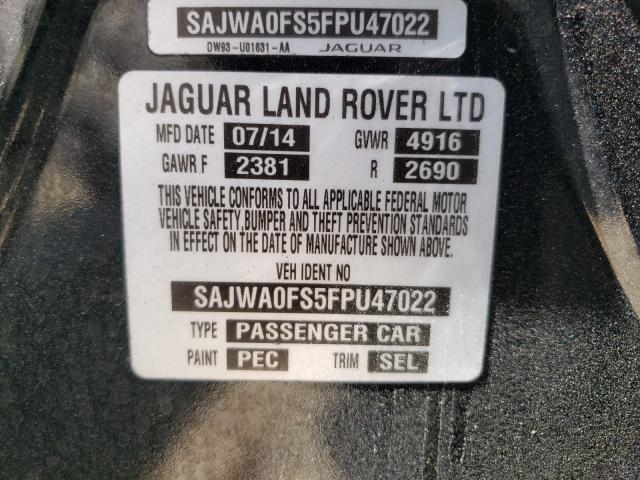 SAJWA0FS5FPU47022
DW93-U01631-AA JAGUAR
JAGUAR LAND ROVER LTD
MFD DATE 07/14 GVWR 4916
GAWR F 2381 R 2690
THIS VEHICLE CONFORMS TO ALL APPLICABLE FEDERAL MOTOR
VEHICLE SAFETY, BUMPER AND THEFT PREVENTION STANDARDS
IN EFFECT ON THE DATE OF MANUFACTURE SHOWN ABOVE.
VEH IDENT NO
SAJWA0FS5FPU47022
TYPE PASSENGER CAR
PAINT PEC TRIM SEL